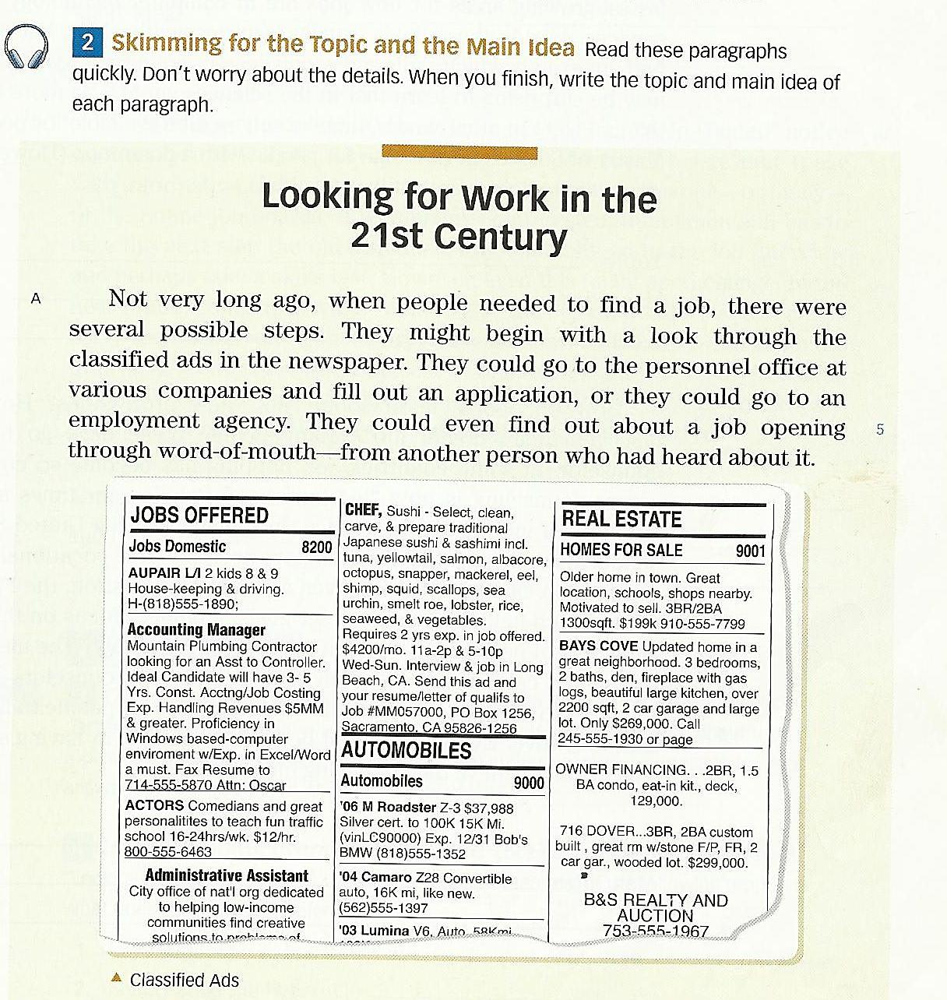 2 Skimming for the Topic and the Main Idea Read these paragraphs
quickly. Don't worry about the details. When you finish, write the topic and main idea of
each paragraph.
Looking for Work in the
21st Century
A Not very long ago, when people needed to find a job, there were
several possible steps. They might begin with a look through the
classified ads in the newspaper. They could go to the personnel office at
various companies and fill out an application, or they could go to an
employment agency. They could even find out about a job opening 5
through word-of-mouth—from another person who had heard about it.
JOBS OFFERED
Jobs Domestic 8200
AUPAIR L/I 2 kids 8 & 9
House-keeping & driving.
H-(818)555-1890;
Accounting Manager
Mountain Plumbing Contractor
looking for an Asst to Controller.
Ideal Candidate will have 3- 5
Yrs. Const. Acctng/Job Costing
Exp. Handling Revenues $5MM
& greater. Proficiency in
Windows based-computer
enviroment w/Exp. in Excel/Word
a must. Fax Resume to
714-555-5870 Attn: Oscar
ACTORS Comedians and great
personalitites to teach fun traffic
school 16-24hrs/wk. $12/hr.
800-555-6463
Administrative Assistant
City office of nat'l org dedicated
to helping low-income
communities find creative
solutions to problems of
CHEF, Sushi - Select, clean,
carve, & prepare traditional
Japanese sushi & sashimi incl.
tuna, yellowtail, salmon, albacore,
octopus, snapper, mackerel, eel,
shimp, squid, scallops, sea
urchin, smelt roe, lobster, rice,
seaweed, & vegetables.
Requires 2 yrs exp. in job offered.
$4200/mo. 11a-2p & 5-10p
Wed-Sun. Interview & job in Long
Beach, CA. Send this ad and
your resume/letter of qualifs to
Job #MM057000, PO Box 1256,
Sacramento, CA 95826-1256
AUTOMOBILES
Automobiles 9000
'06 M Roadster Z-3 $37,988
Silver cert. to 100K 15K Mi.
(vinLC90000) Exp. 12/31 Bob's
BMW (818)555-1352
'04 Camaro Z28 Convertible
auto, 16K mi, like new.
(562)555-1397
'03 Lumina V6, Auto, 58Kmi
REAL ESTATE
HOMES FOR SALE 9001
Older home in town. Great
location, schools, shops nearby.
Motivated to sell. 3BR/2BA
1300sqft. $199k 910-555-7799
BAYS COVE Updated home in a
great neighborhood. 3 bedrooms,
2 baths, den, fireplace with gas
logs, beautiful large kitchen, over
2200 sqft, 2 car garage and large
lot. Only $269,000. Call
245-555-1930 or page
OWNER FINANCING. . .2BR, 1.5
BA condo, eat-in kit., deck,
129,000.
716 DOVER...3BR, 2BA custom
built , great rm w/stone F/P, FR, 2
car gar., wooded lot. $299,000.
B&S REALTY AND
AUCTION
753-555-1967
Classified Ads